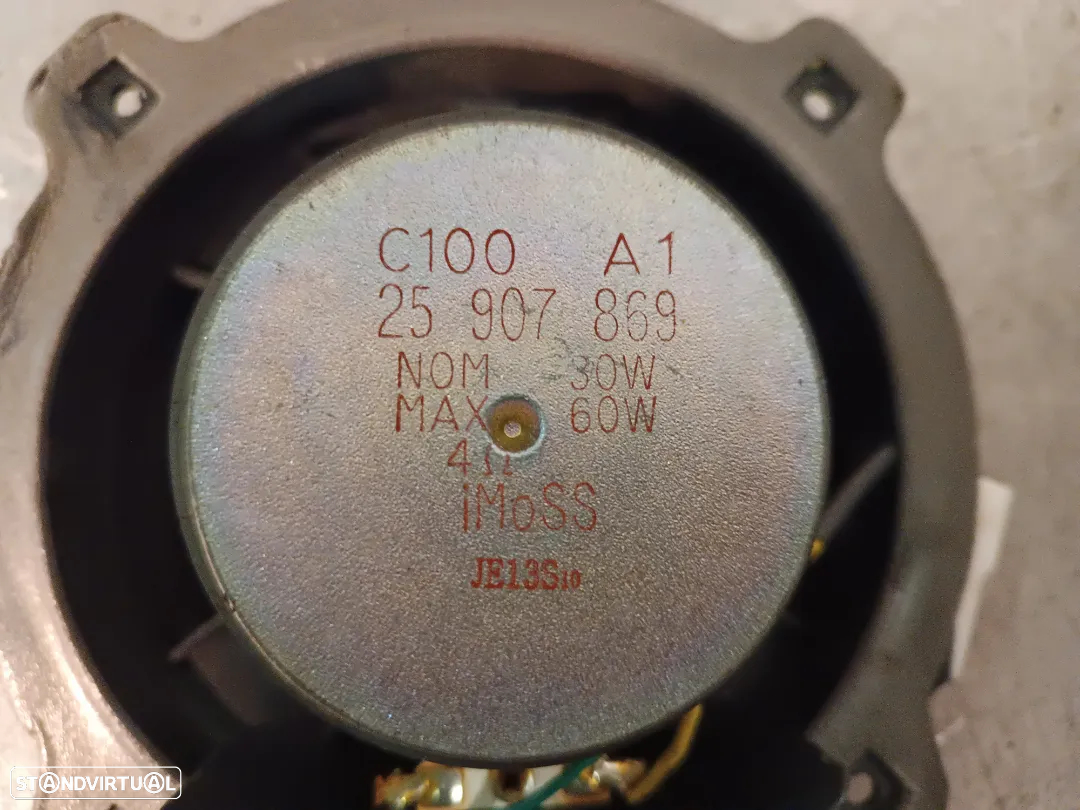 C100 A1
25 907 869
NOM 30W
MAX 60W
4Ω
iMoSS
JE13S10
STANDVIRTUAL